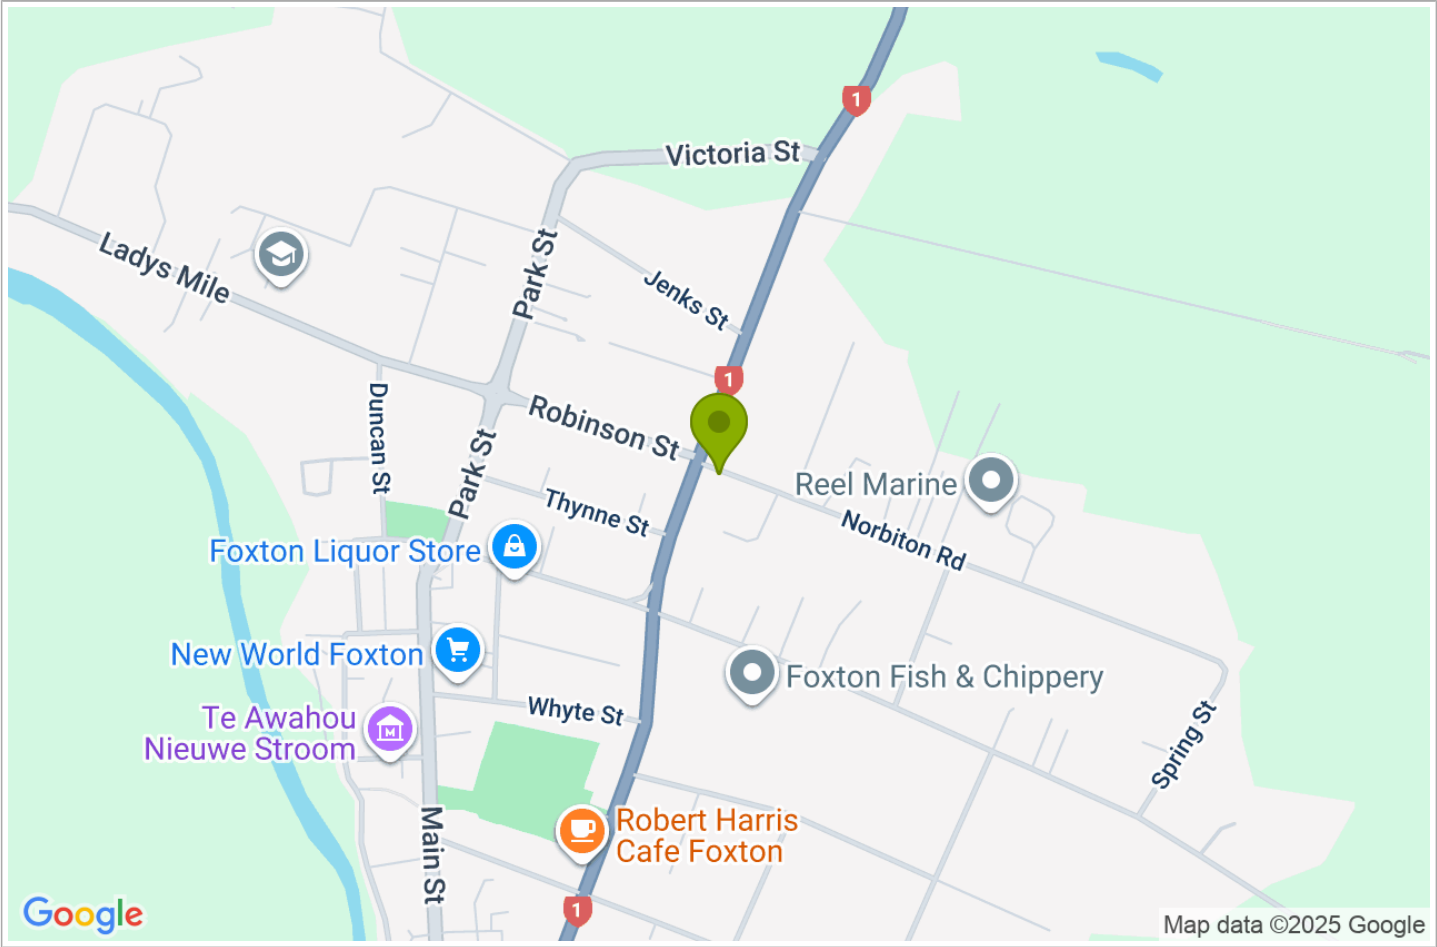 1
Victoria St
Ladys Mile
Park St
Jenks St
1
Duncan St
Robinson St
Park St
Reel Marine
Thynne St
Norbiton Rd
Foxton Liquor Store
New World Foxton
Foxton Fish & Chippery
Te Awahou
Nieuwe Stroom
Whyte St
Spring St
Main St
Robert Harris
Cafe Foxton
1
Google
Map data ©2025 Google